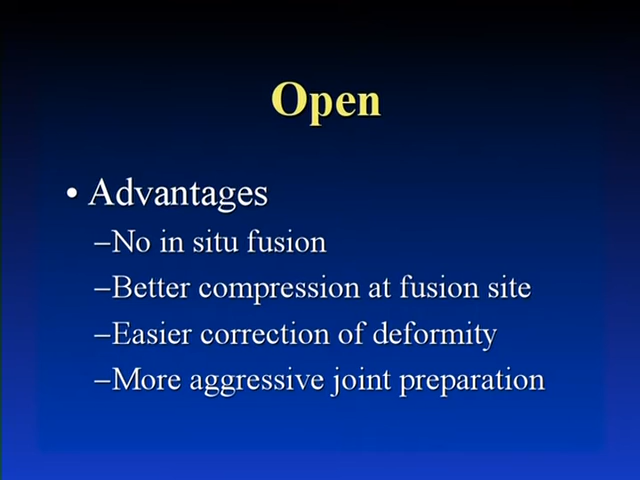 Open
• Advantages
–No in situ fusion
–Better compression at fusion site
–Easier correction of deformity
–More aggressive joint preparation